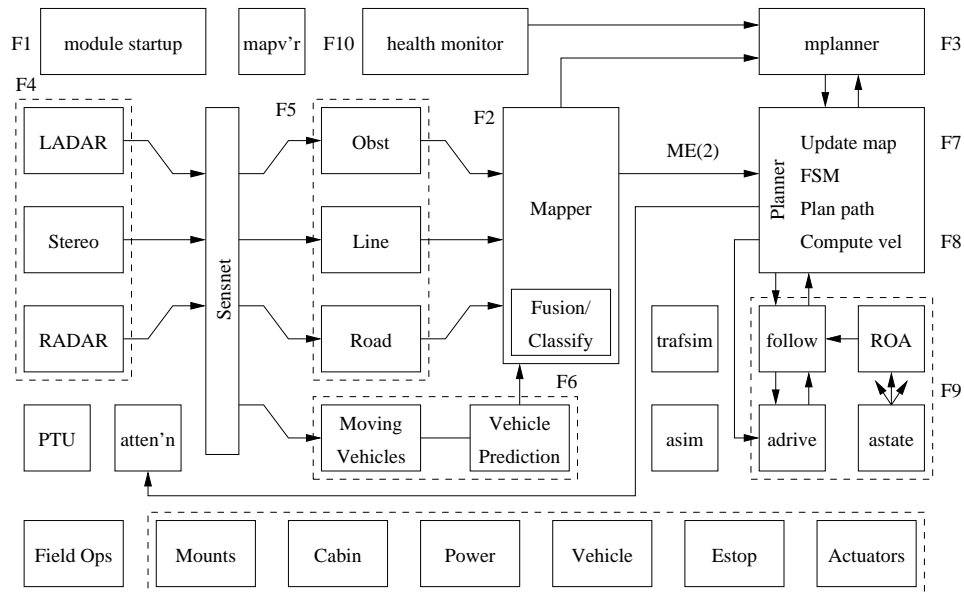 F1
module startup
mapv'r
F10
health monitor
mplanner
F3
F4
F5
F2
LADAR
Obst
ME(2)
Planner
Update map
F7
FSM
Stereo
Sensnet
Line
Mapper
Plan path
Compute vel
F8
RADAR
Road
Fusion/
Classify
trafsim
follow
ROA
F6
F9
PTU
atten'n
Moving
Vehicles
Vehicle
Prediction
asim
adrive
astate
Field Ops
Mounts
Cabin
Power
Vehicle
Estop
Actuators